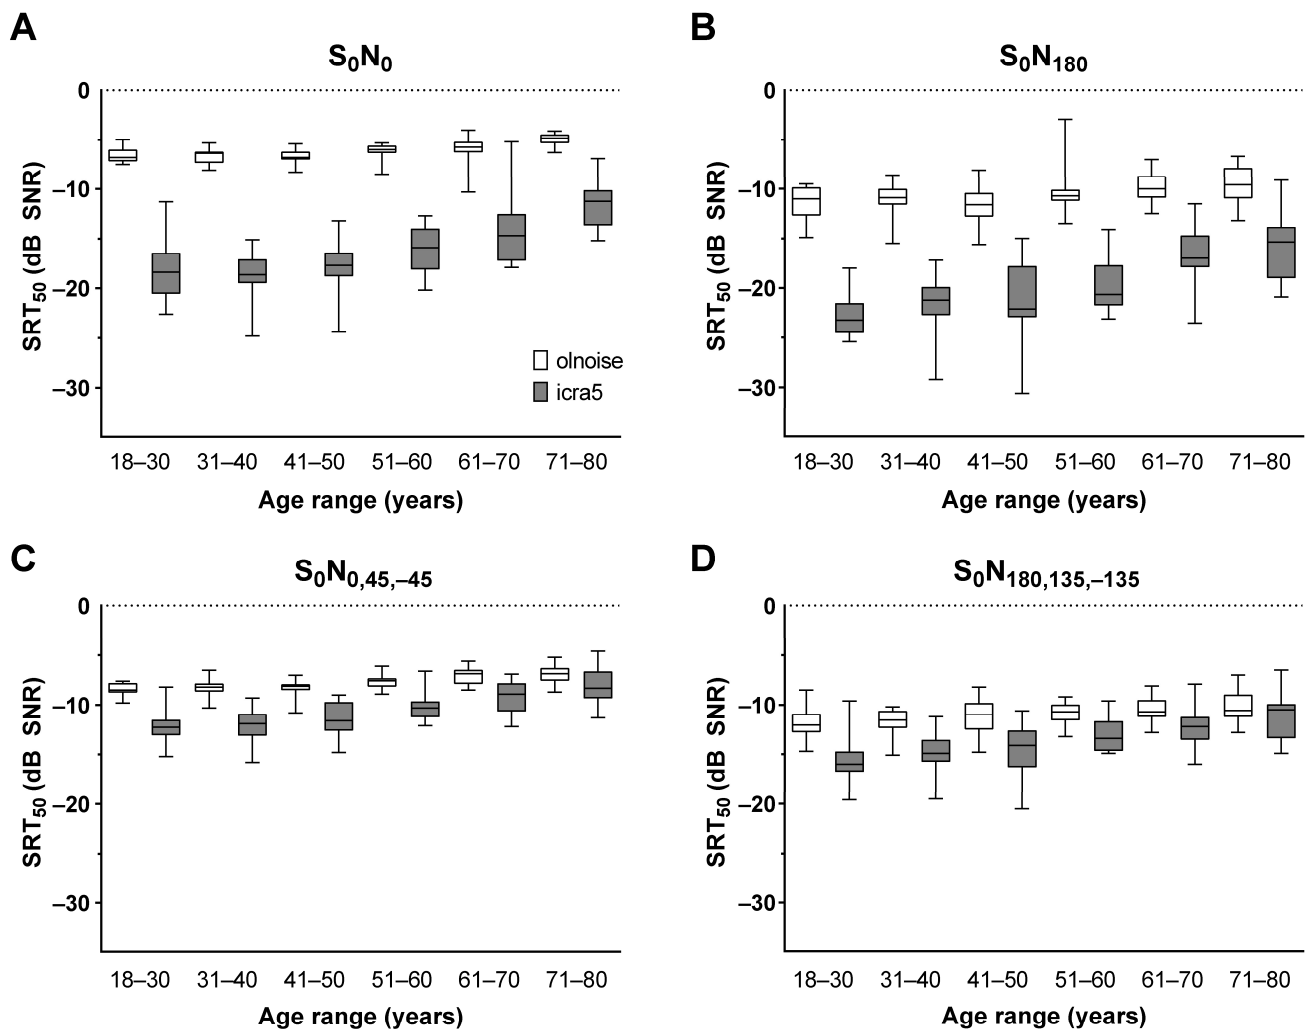 A
S0N0
0
–10
–20
–30
SRT50 (dB SNR)
olnoise
icra5
18–30 31–40 41–50 51–60 61–70 71–80
Age range (years)
B
S0N180
0
–10
–20
–30
SRT50 (dB SNR)
18–30 31–40 41–50 51–60 61–70 71–80
Age range (years)
C
S0N0,45,–45
0
–10
–20
–30
SRT50 (dB SNR)
18–30 31–40 41–50 51–60 61–70 71–80
Age range (years)
D
S0N180,135,–135
0
–10
–20
–30
SRT50 (dB SNR)
18–30 31–40 41–50 51–60 61–70 71–80
Age range (years)